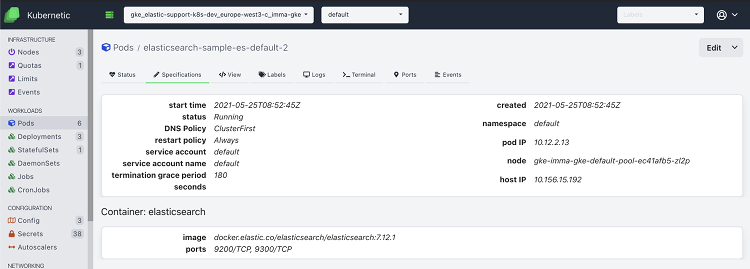 Kubernetic
gke_elastic-support-k8s-dev_europe-west3-c_imma-gke
default
Labels
INFRASTRUCTURE
Nodes 3
Quotas 1
Limits
Events
WORKLOADS
Pods 6
Deployments 3
StatefulSets 1
DaemonSets
Jobs
CronJobs
CONFIGURATION
Config 3
Secrets 38
Autoscalers
NETWORKING
Pods / elasticsearch-sample-es-default-2
Edit
Status Specifications View Labels Logs Terminal Ports Events
start time 2021-05-25T08:52:45Z
status Running
DNS Policy ClusterFirst
restart policy Always
service account default
service account name default
termination grace period 180
seconds
created 2021-05-25T08:52:45Z
namespace default
pod IP 10.12.2.13
node gke-imma-gke-default-pool-ec41afb5-zl2p
host IP 10.156.15.192
Container: elasticsearch
image docker.elastic.co/elasticsearch/elasticsearch:7.12.1
ports 9200/TCP, 9300/TCP